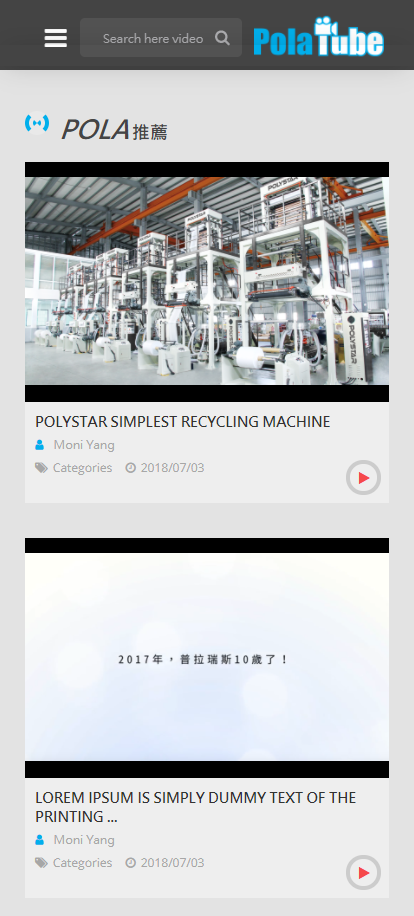 Search here video
PolaTube
POLA推薦
POLYSTAR
POLYSTAR
POLYSTAR SIMPLEST RECYCLING MACHINE
Moni Yang
Categories 2018/07/03
2017年，普拉瑞斯10歲了！
LOREM IPSUM IS SIMPLY DUMMY TEXT OF THE
PRINTING ...
Moni Yang
Categories 2018/07/03